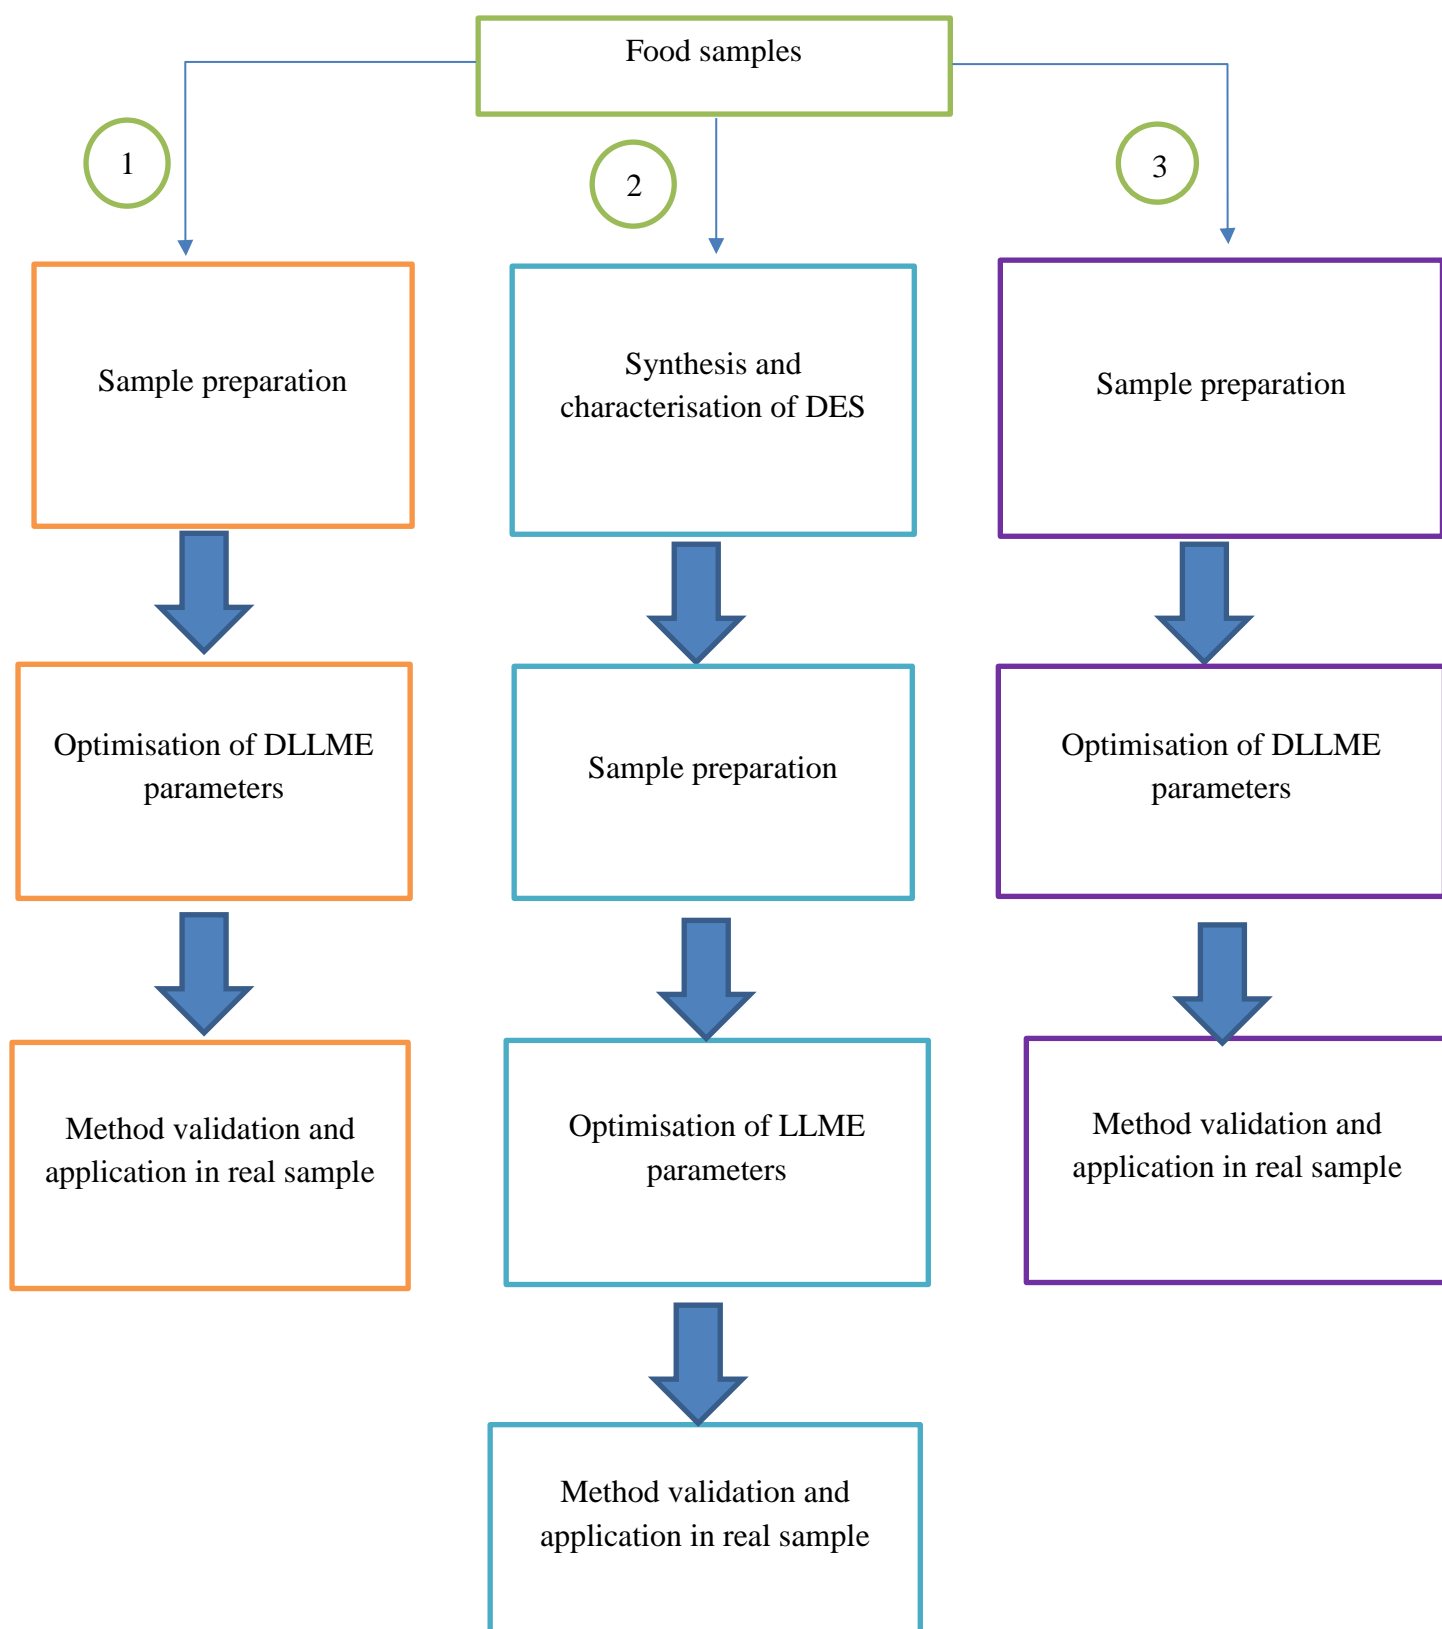 Food samples
1
2
3
Sample preparation
Synthesis and
characterisation of DES
Sample preparation
Optimisation of DLLME
parameters
Sample preparation
Optimisation of DLLME
parameters
Method validation and
application in real sample
Optimisation of LLME
parameters
Method validation and
application in real sample
Method validation and
application in real sample